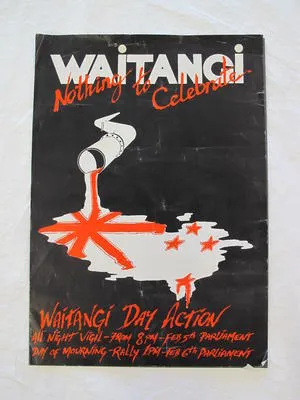 WAiTANGi
Nothing to
Celebrate
WAITANGI DAY ACTION
All NIGHT VIGIL - FROM 8PM - FEB 5th PARLIAMENT
DAY OF MOURNING - RALLY 1PM - FEB 6th PARLIAMENT